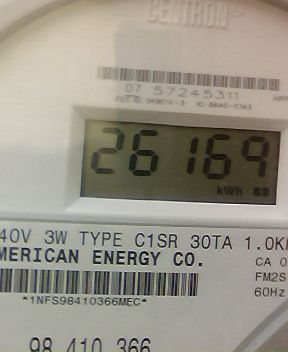 CENTRON®
07 57245311
26169
kWh
40V 3W TYPE C1SR 30TA 1.0K
MERICAN ENERGY CO.
CA 0
FM2S
*1NFS98410366MEC*
60Hz
98 410 366